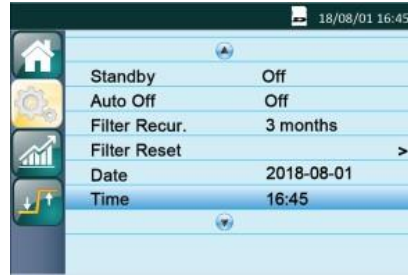 18/08/01 16:45
Standby Off
Auto Off Off
Filter Recur. 3 months
Filter Reset >
Date 2018-08-01
Time 16:45